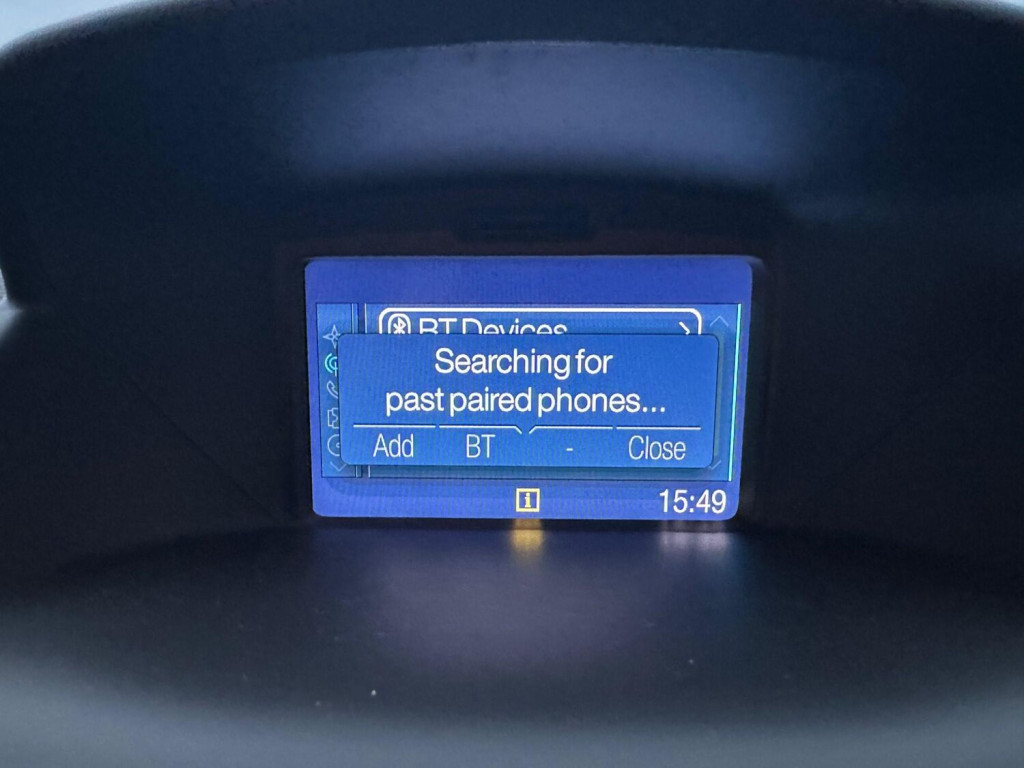 BT Devices
Searching for
past paired phones...
Add BT - Close
i 15:49